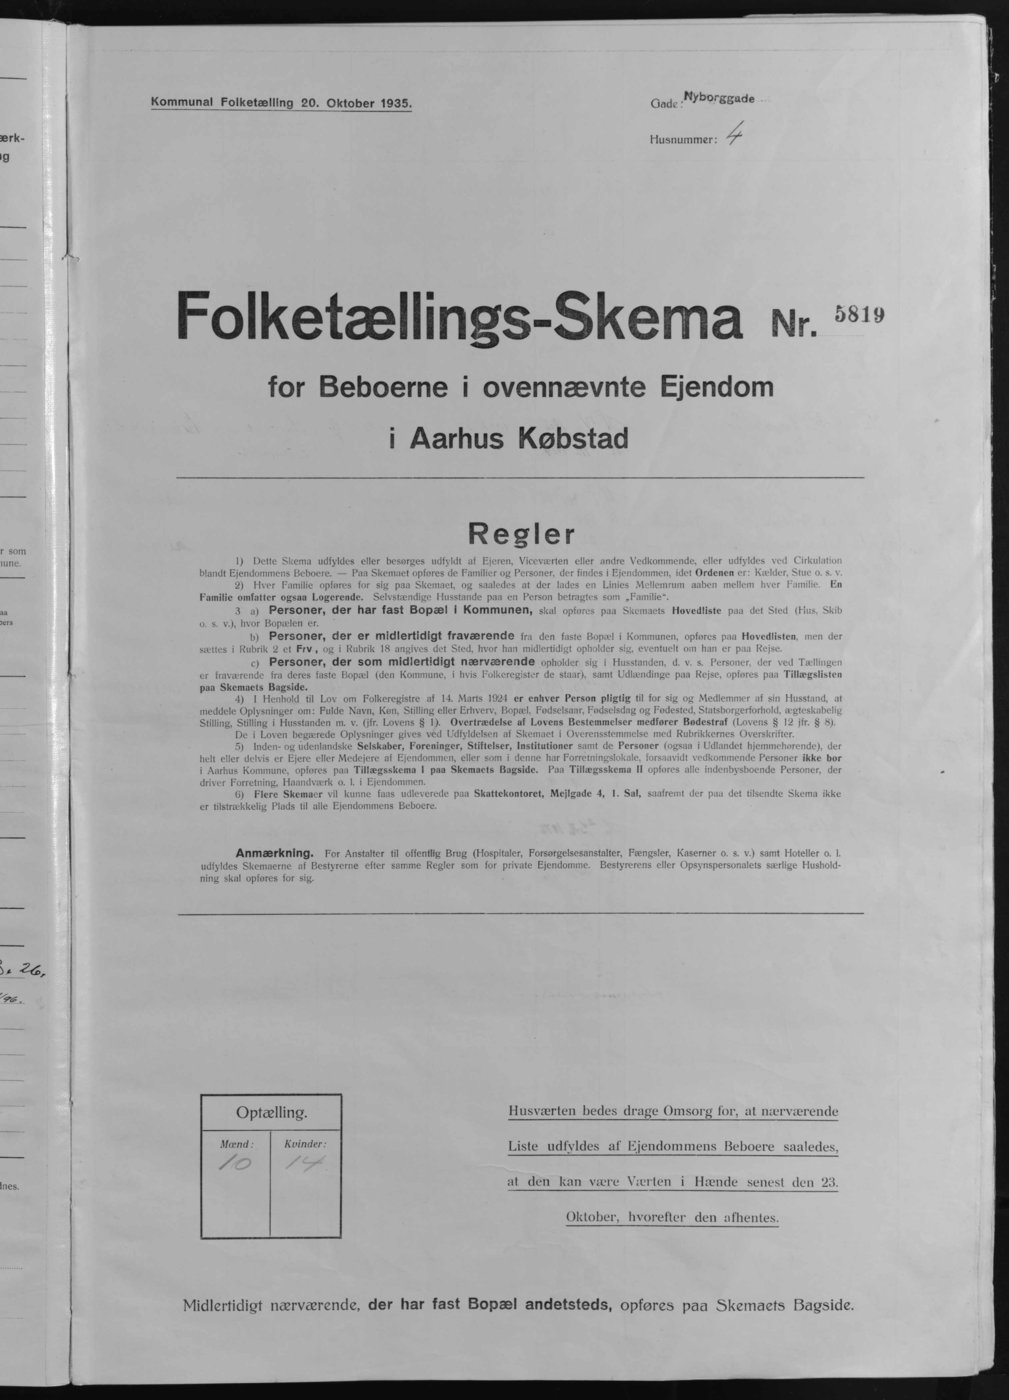 Kommunal Folketælling 20. Oktober 1935.
Gade: Nyborggade
Husnummer: 4
Folketællings-Skema Nr. 5819
for Beboerne i ovennævnte Ejendom
i Aarhus Købstad
Regler
1) Dette Skema udfyldes eller besørges udfyldt af Ejeren, Viceværten eller andre Vedkommende, eller udfyldes ved Cirkulation
blandt Ejendommens Beboere. — Paa Skemaet opføres de Familier og Personer, der findes i Ejendommen, idet Ordenen er: Kælder, Stue o. s. v.
2) Hver Familie opføres for sig paa Skemaet, og saaledes at der lades en Linies Mellemrum aaben mellem hver Familie. En
Familie omfatter ogsaa Logerende. Selvstændige Husstande paa en Person betragtes som „Familie“.
3 a) Personer, der har fast Bopæl i Kommunen, skal opføres paa Skemaets Hovedliste paa det Sted (Hus, Skib
o. s. v.), hvor Bopælen er.
b) Personer, der er midlertidigt fraværende fra den faste Bopæl i Kommunen, opføres paa Hovedlisten, men der
sættes i Rubrik 2 et Frv, og i Rubrik 18 angives det Sted, hvor han midlertidigt opholder sig, eventuelt om han er paa Rejse.
c) Personer, der som midlertidigt nærværende opholder sig i Husstanden, d. v. s. Personer, der ved Tællingen
er fraværende fra deres faste Bopæl (den Kommune, i hvis Folkeregister de staar), samt Udlændinge paa Rejse, opføres paa Tillægslisten
paa Skemaets Bagside.
4) I Henhold til Lov om Folkeregistre af 14. Marts 1924 er enhver Person pligtig til for sig og Medlemmer af sin Husstand, at
meddele Oplysninger om: Fulde Navn, Køn, Stilling eller Erhverv, Bopæl, Fødselsaar, Fødselsdag og Fødested, Statsborgerforhold, ægteskabelig
Stilling, Stilling i Husstanden m. v. (jfr. Lovens § 1). Overtrædelse af Lovens Bestemmelser medfører Bødestraf (Lovens § 12 jfr. § 8).
De i Loven begærede Oplysninger gives ved Udfyldelsen af Skemaet i Overensstemmelse med Rubrikkernes Overskrifter.
5) Inden- og udenlandske Selskaber, Foreninger, Stiftelser, Institutioner samt de Personer (ogsaa i Udlandet hjemmehørende), der
helt eller delvis er Ejere eller Medejere af Ejendommen, eller som i denne har Forretningslokale, forsaavidt vedkommende Personer ikke bor
i Aarhus Kommune, opføres paa Tillægsskema I paa Skemaets Bagside. Paa Tillægsskema II opføres alle indenbysboende Personer, der
driver Forretning, Haandværk o. l. i Ejendommen.
6) Flere Skemaer vil kunne faas udleverede paa Skattekontoret, Mejlgade 4, 1. Sal, saafremt der paa det tilsendte Skema ikke
er tilstrækkelig Plads til alle Ejendommens Beboere.
Anmærkning. For Anstalter til offentlig Brug (Hospitaler, Forsørgelsesanstalter, Fængsler, Kaserner o. s. v.) samt Hoteller o. l.
udfyldes Skemaerne af Bestyrerne efter samme Regler som for private Ejendomme. Bestyrerens eller Opsynspersonalets særlige Hushold-
ning skal opføres for sig.
Optælling.
Mænd: Kvinder:
10 14
Husværten bedes drage Omsorg for, at nærværende
Liste udfyldes af Ejendommens Beboere saaledes,
at den kan være Værten i Hænde senest den 23.
Oktober, hvorefter den afhentes.
Midlertidigt nærværende, der har fast Bopæl andetsteds, opføres paa Skemaets Bagside.